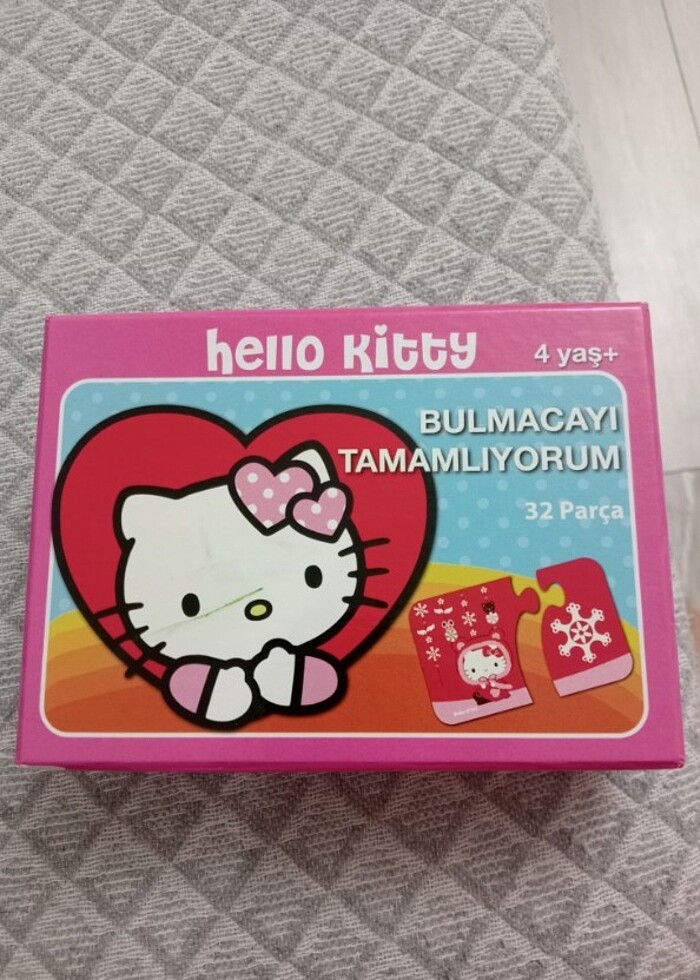 hello kitty
4 yaş+
BULMACAYI
TAMAMLIYORUM
32 Parça